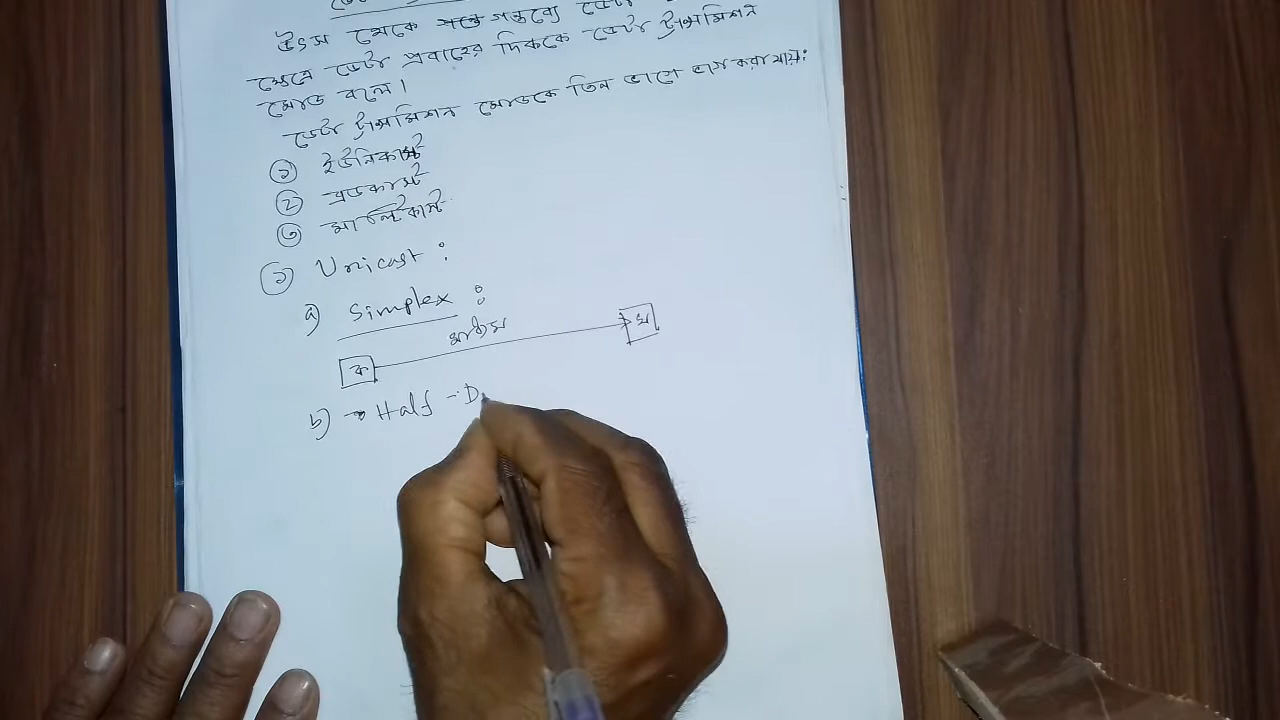 উৎস থেকে গন্তব্যে ডেটা
ক্ষেত্রে ডেটা প্রবাহের দিককে ডেটা ট্রান্সমিশন
মোড বলে।
ডেটা ট্রান্সমিশন মোডকে তিন ভাগে ভাগ করা যায়:
① ইউনিকাস্ট
② ব্রডকাস্ট
③ মাল্টিকাস্ট
① Unicast :
a) Simplex :
ক
b) → Half - D